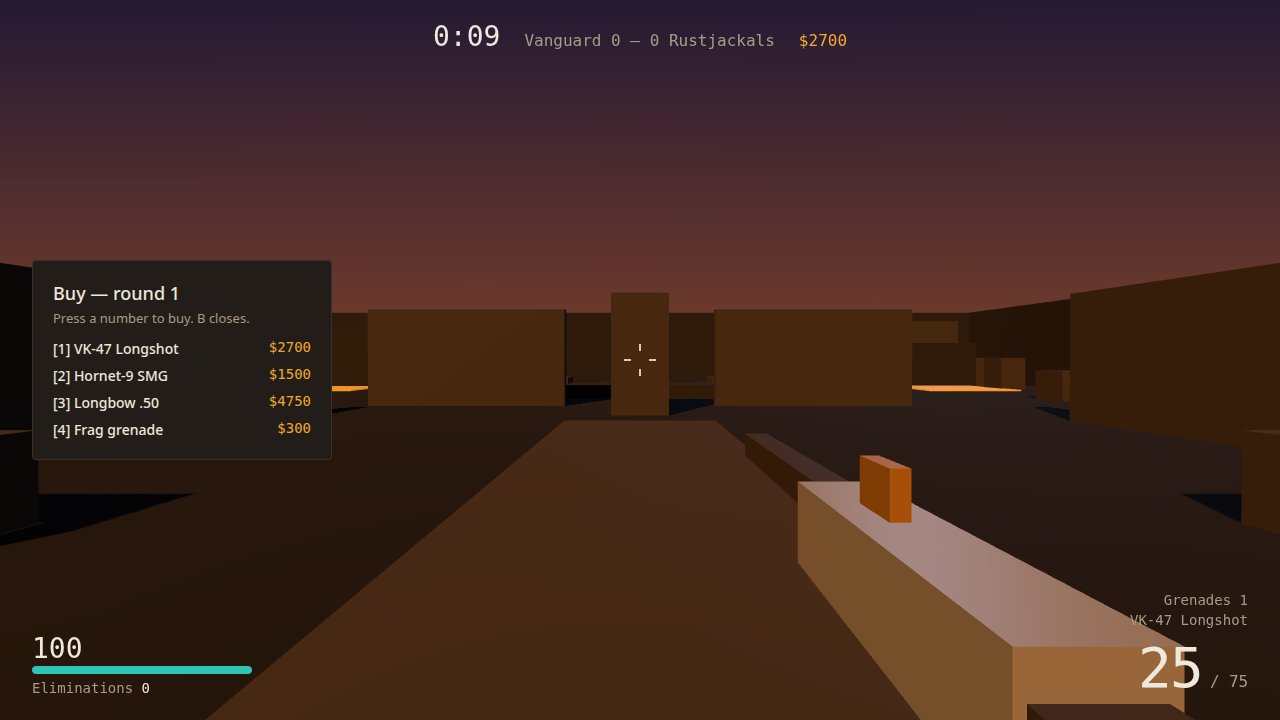 0:09 Vanguard 0 — 0 Rustjackals $2700
Buy — round 1
Press a number to buy. B closes.
[1] VK-47 Longshot $2700
[2] Hornet-9 SMG $1500
[3] Longbow .50 $4750
[4] Frag grenade $300
100
Eliminations 0
Grenades 1
VK-47 Longshot
25 / 75